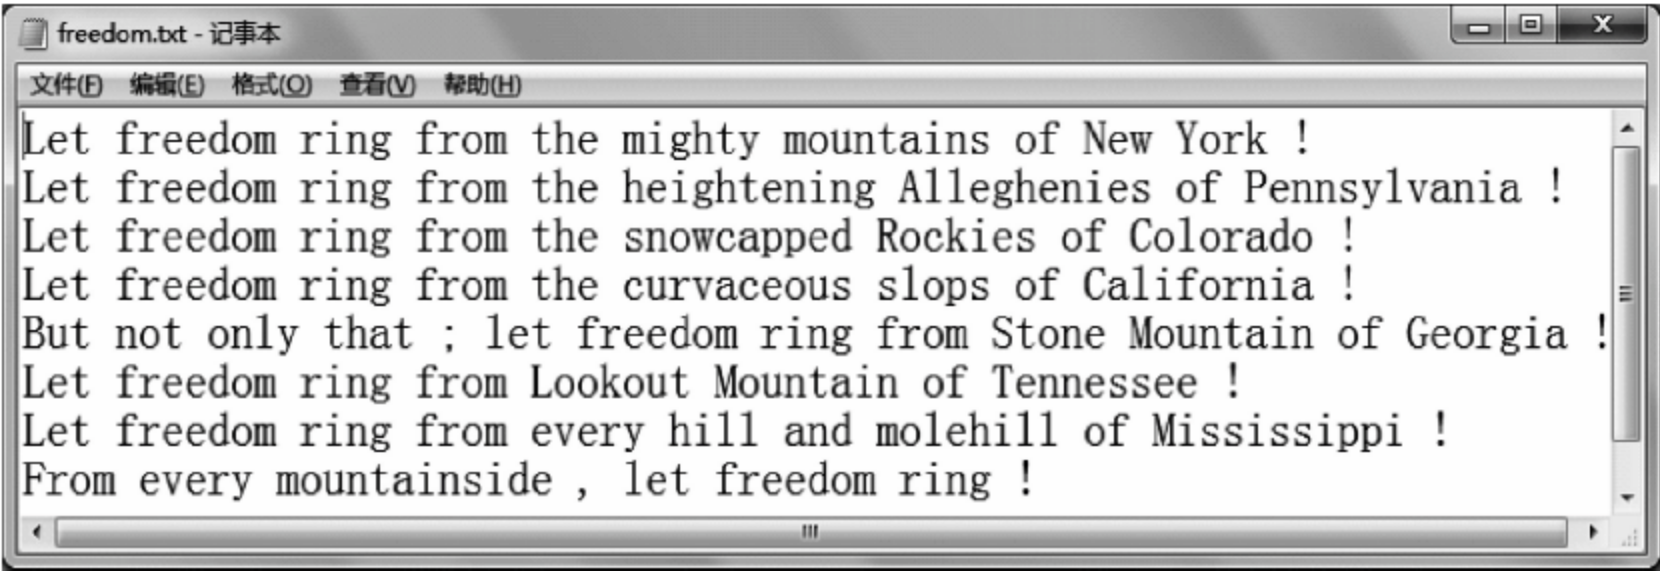 freedom.txt - 记事本
文件(F) 编辑(E) 格式(O) 查看(V) 帮助(H)
Let freedom ring from the mighty mountains of New York !
Let freedom ring from the heightening Alleghenies of Pennsylvania !
Let freedom ring from the snowcapped Rockies of Colorado !
Let freedom ring from the curvaceous slops of California !
But not only that ; let freedom ring from Stone Mountain of Georgia !
Let freedom ring from Lookout Mountain of Tennessee !
Let freedom ring from every hill and molehill of Mississippi !
From every mountainside , let freedom ring !